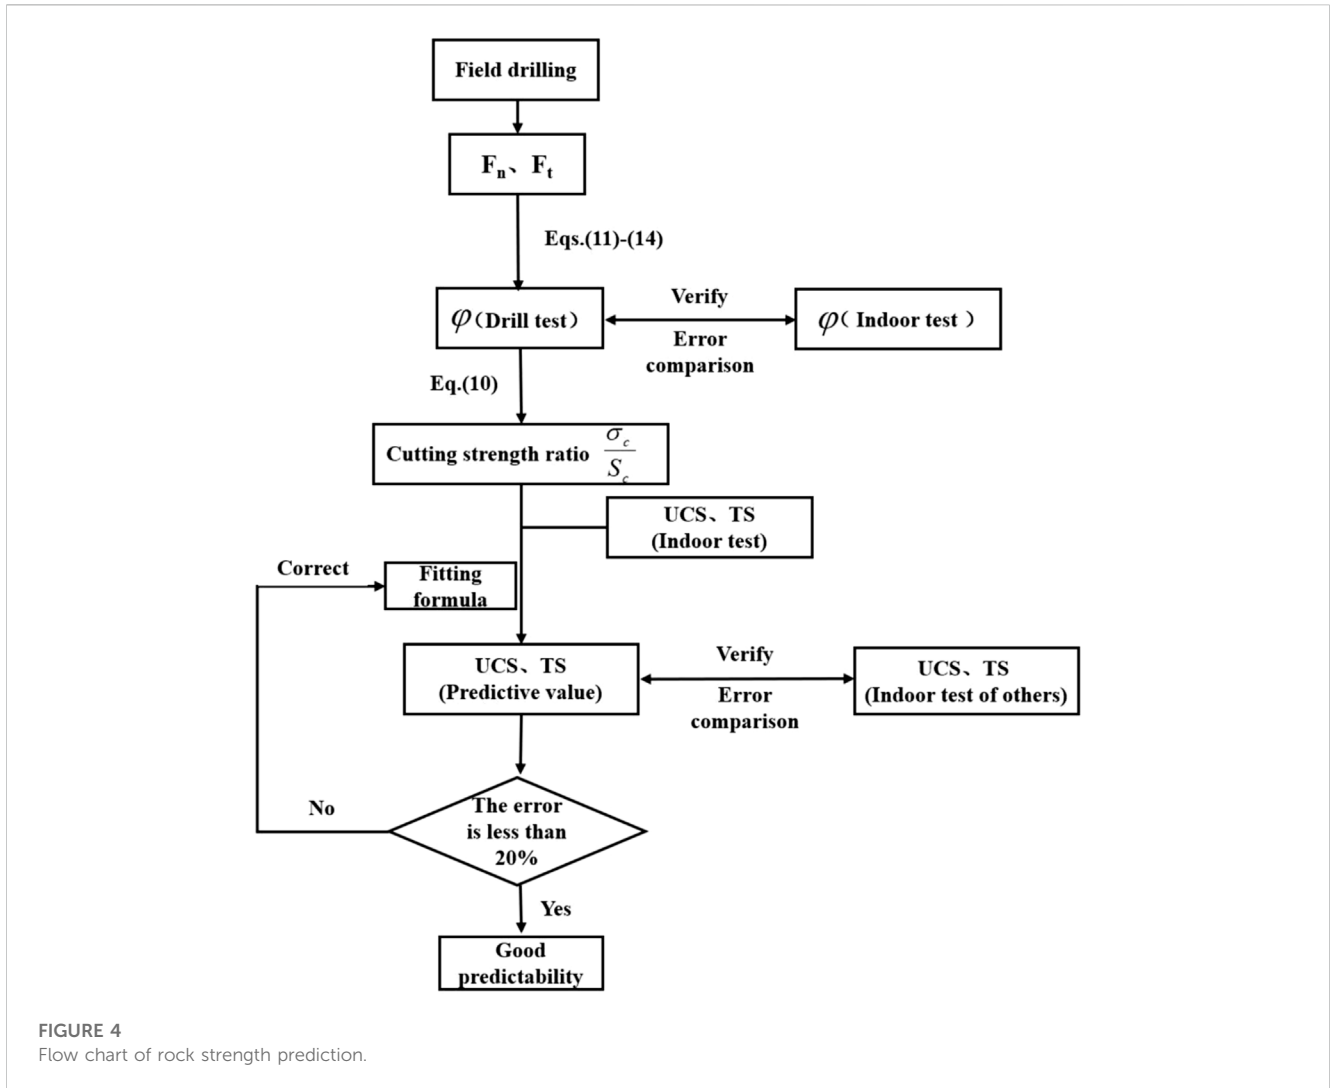 Field drilling
Fn、Ft
Eqs.(11)-(14)
Verify
φ(Drill test)
φ( Indoor test )
Error
comparison
Eq.(10)
Cutting strength ratio σc/Sc
UCS、TS
(Indoor test)
Correct
Fitting
formula
Verify
UCS、TS
(Predictive value)
UCS、TS
(Indoor test of others)
Error
comparison
No
The error
is less than
20%
Yes
Good
predictability
FIGURE 4
Flow chart of rock strength prediction.